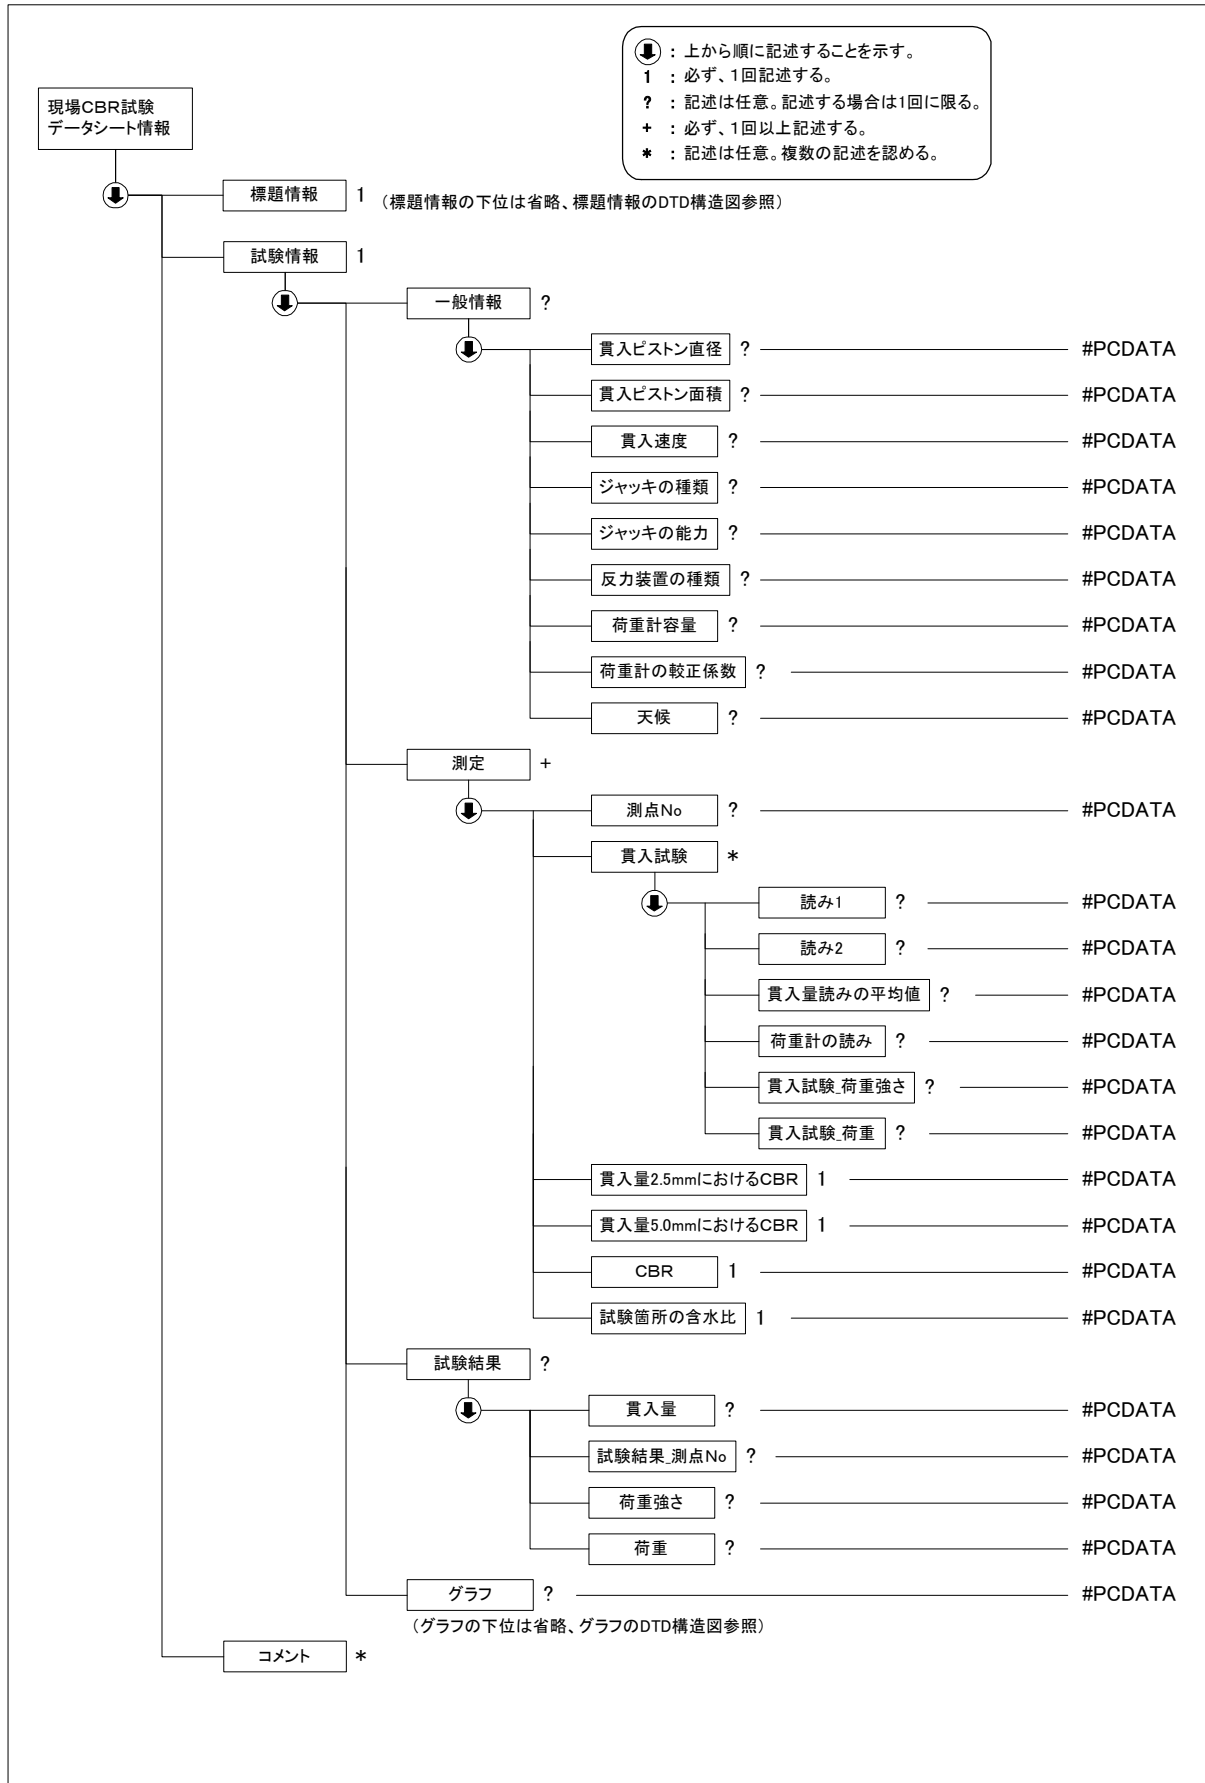 ：上から順に記述することを示す。
1 ：必ず、1回記述する。
? ：記述は任意。記述する場合は1回に限る。
+ ：必ず、1回以上記述する。
* ：記述は任意。複数の記述を認める。
現場CBR試験
データシート情報
標題情報 1 （標題情報の下位は省略、標題情報のDTD構造図参照）
試験情報 1
一般情報 ?
貫入ピストン直径 ? #PCDATA
貫入ピストン面積 ? #PCDATA
貫入速度 ? #PCDATA
ジャッキの種類 ? #PCDATA
ジャッキの能力 ? #PCDATA
反力装置の種類 ? #PCDATA
荷重計容量 ? #PCDATA
荷重計の較正係数 ? #PCDATA
天候 ? #PCDATA
測定 +
測点No ? #PCDATA
貫入試験 *
読み1 ? #PCDATA
読み2 ? #PCDATA
貫入量読みの平均値 ? #PCDATA
荷重計の読み ? #PCDATA
貫入試験_荷重強さ ? #PCDATA
貫入試験_荷重 ? #PCDATA
貫入量2.5mmにおけるCBR 1 #PCDATA
貫入量5.0mmにおけるCBR 1 #PCDATA
CBR 1 #PCDATA
試験箇所の含水比 1 #PCDATA
試験結果 ?
貫入量 ? #PCDATA
試験結果_測点No ? #PCDATA
荷重強さ ? #PCDATA
荷重 ? #PCDATA
グラフ ? #PCDATA
（グラフの下位は省略、グラフのDTD構造図参照）
コメント *